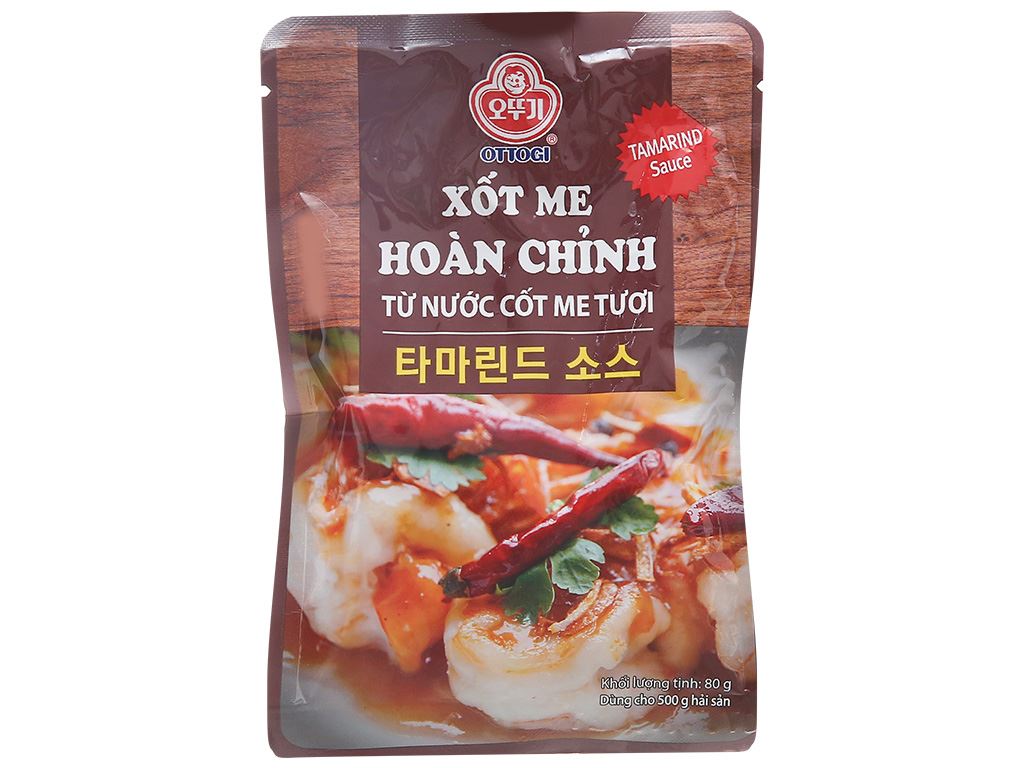 오뚜기
®
OTTOGI
TAMARIND
Sauce
XỐT ME
HOÀN CHỈNH
TỪ NƯỚC CỐT ME TƯƠI
타마린드 소스
Khối lượng tịnh: 80 g
Dùng cho 500 g hải sản